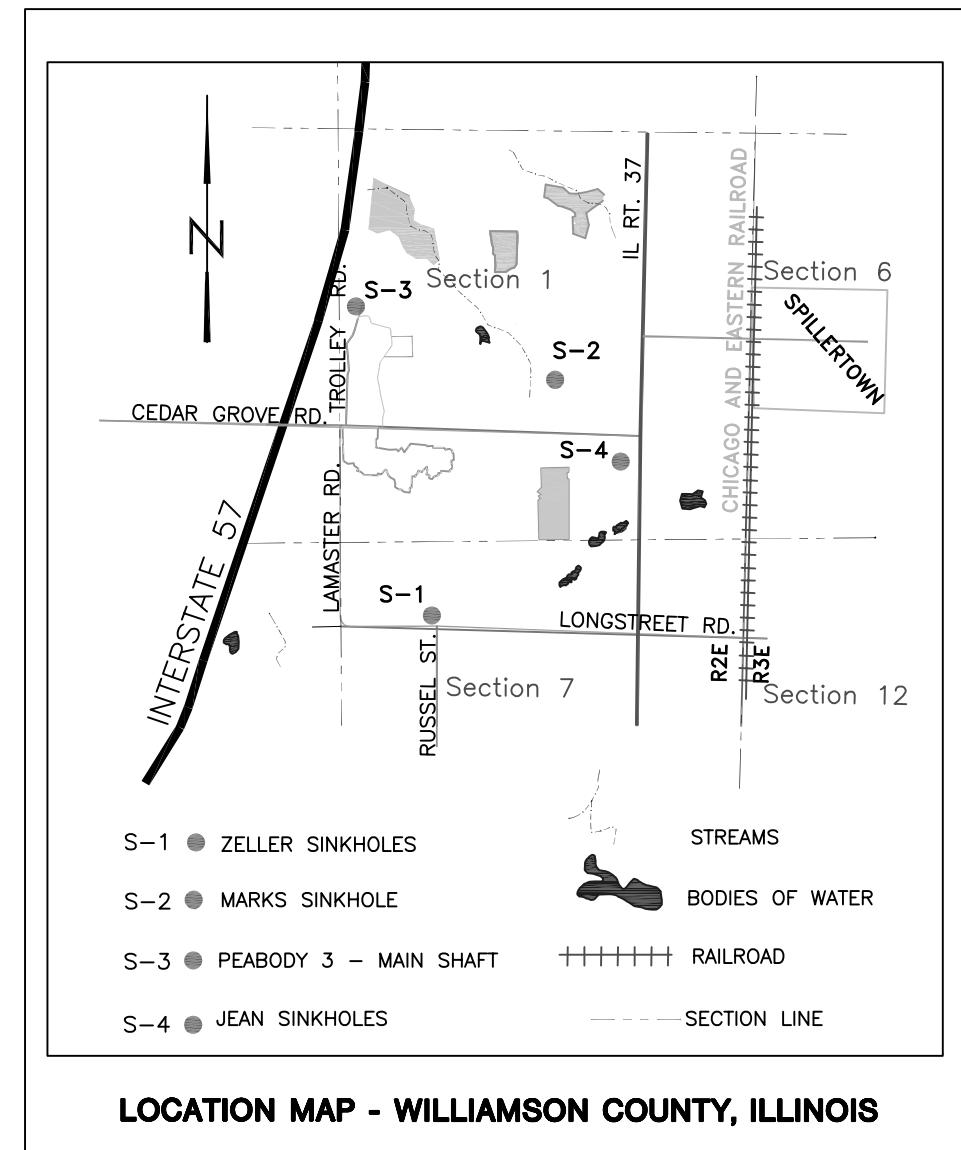 N
IL RT. 37
CHICAGO AND EASTERN RAILROAD
Section 1
Section 6
S-3
TROLLEY RD.
SPILLERTOWN
S-2
CEDAR GROVE RD.
S-4
LAMASTER RD.
INTERSTATE 57
S-1
LONGSTREET RD.
R2E
R3E
RUSSEL ST.
Section 7
Section 12
S-1 ZELLER SINKHOLES
S-2 MARKS SINKHOLE
S-3 PEABODY 3 - MAIN SHAFT
S-4 JEAN SINKHOLES
STREAMS
BODIES OF WATER
RAILROAD
SECTION LINE
LOCATION MAP - WILLIAMSON COUNTY, ILLINOIS